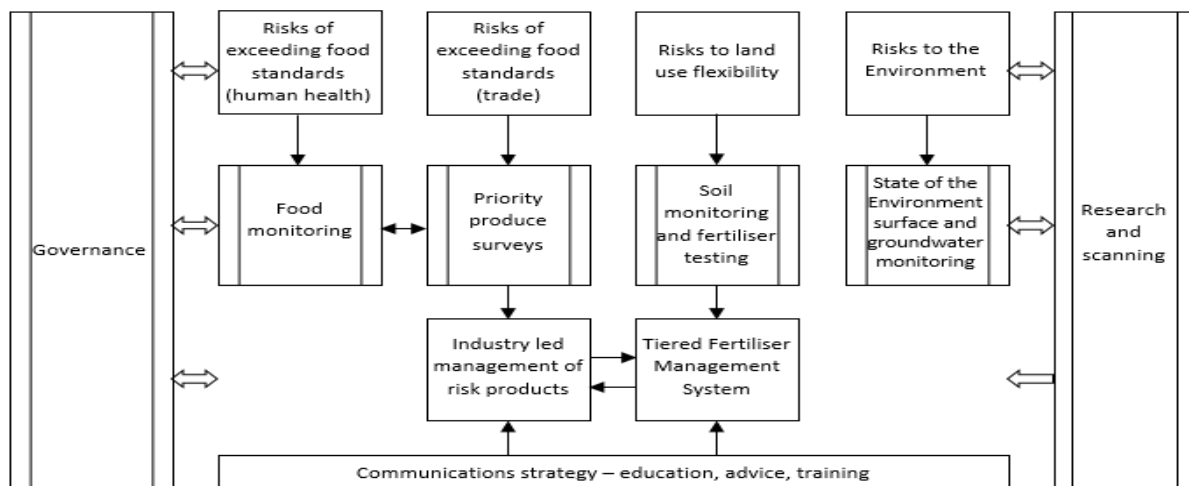 Risks of
exceeding food
standards
(human health)
Risks of
exceeding food
standards
(trade)
Risks to land
use flexibility
Risks to the
Environment
Governance
Food
monitoring
Priority
produce
surveys
Soil
monitoring
and fertiliser
testing
State of the
Environment
surface and
groundwater
monitoring
Research
and
scanning
Industry led
management of
risk products
Tiered Fertiliser
Management
System
Communications strategy – education, advice, training